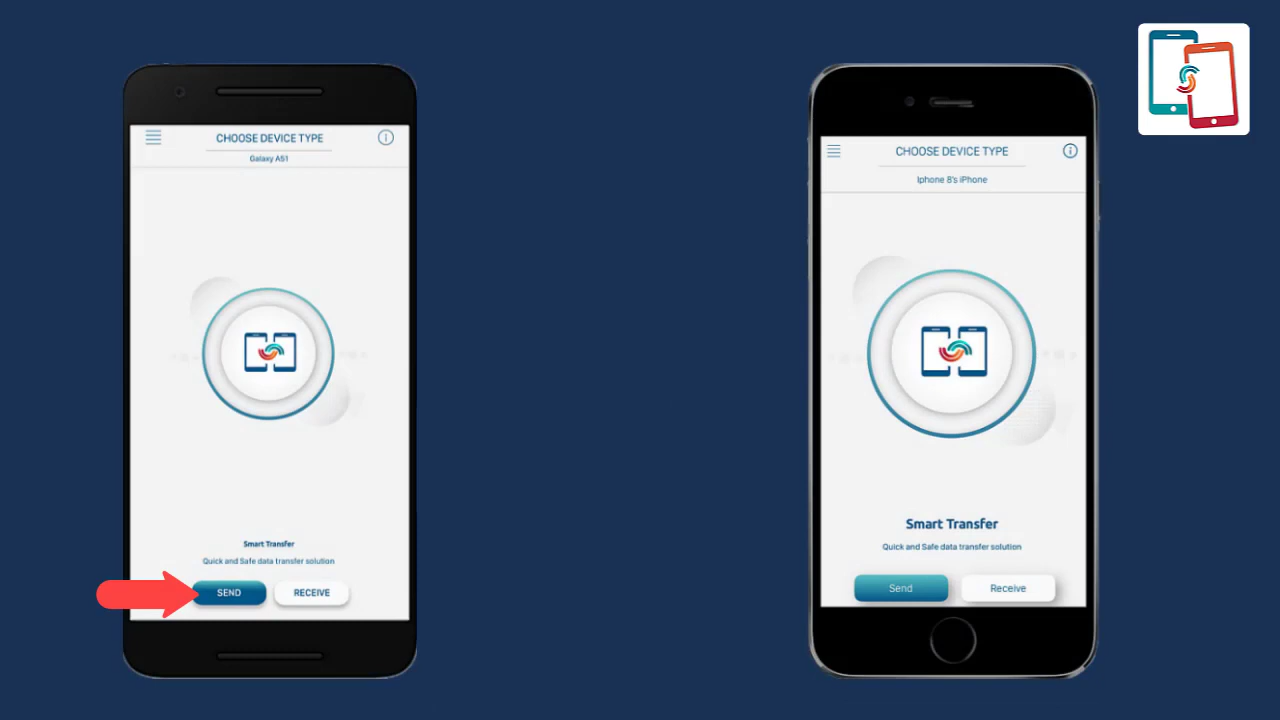 CHOOSE DEVICE TYPE
Galaxy A51
Smart Transfer
Quick and Safe data transfer solution
SEND
RECEIVE
CHOOSE DEVICE TYPE
Iphone 8's iPhone
Smart Transfer
Quick and Safe data transfer solution
Send
Receive